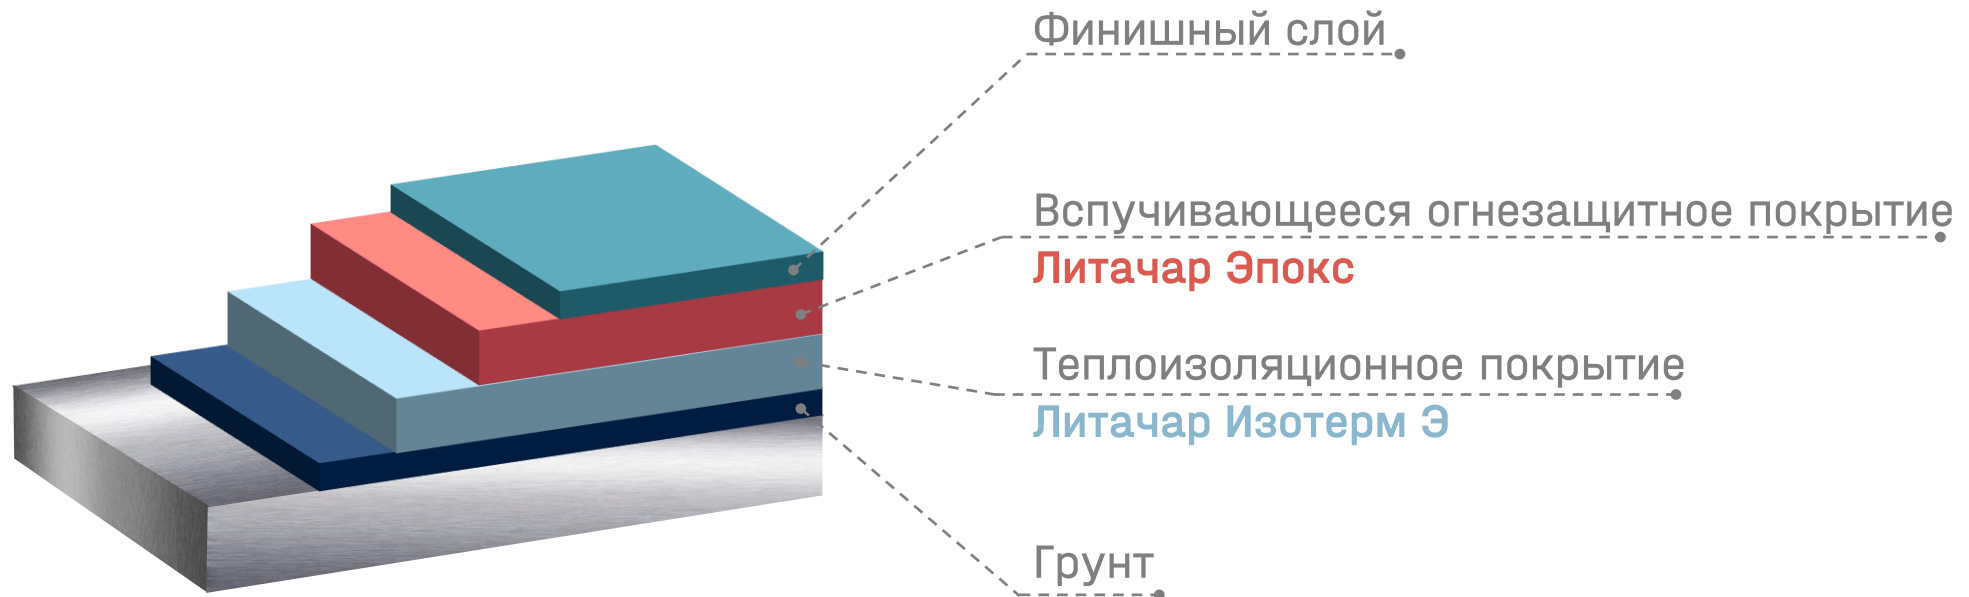 Финишный слой
Вспучивающееся огнезащитное покрытие
Литачар Эпокс
Теплоизоляционное покрытие
Литачар Изотерм Э
Грунт